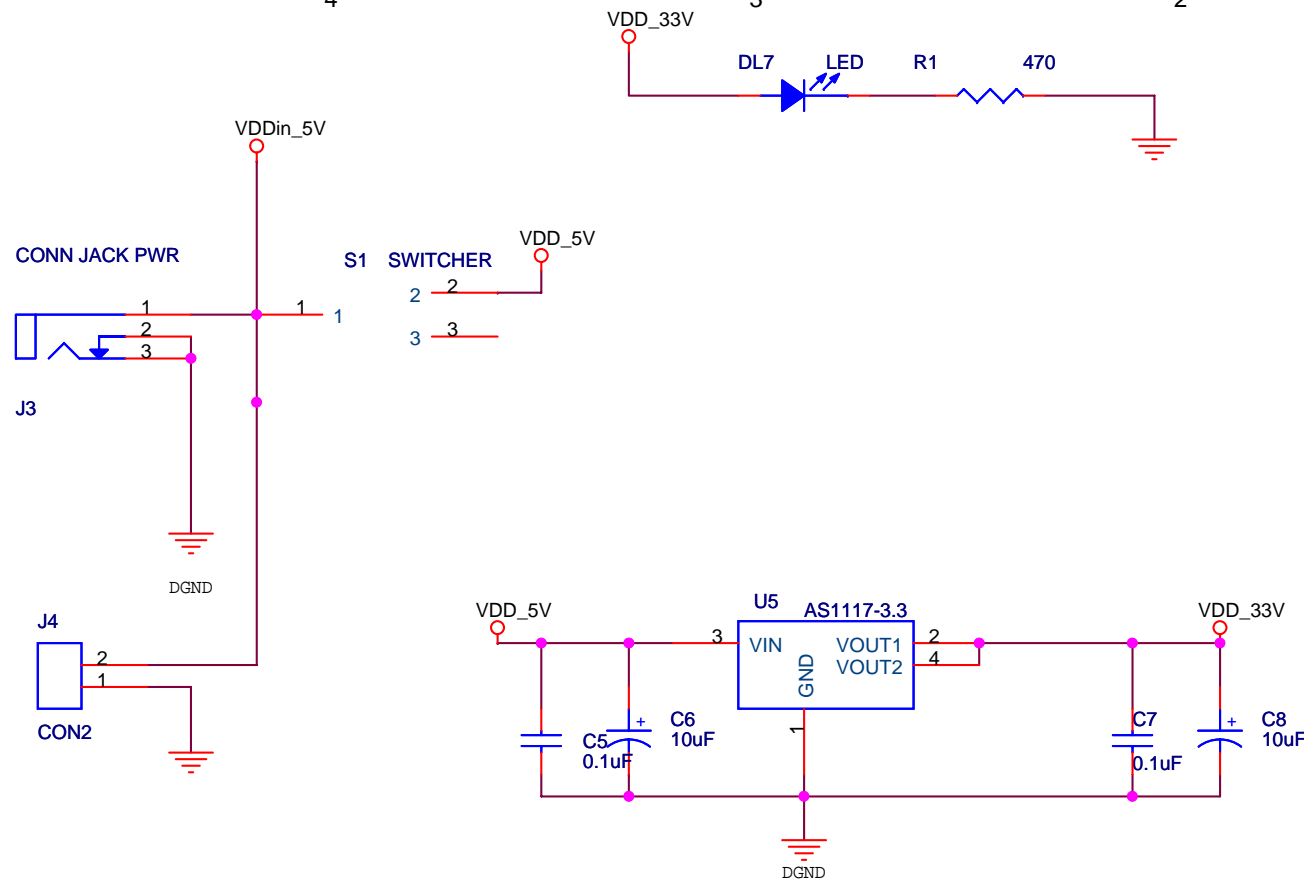 4 3 2
VDD_33V
DL7 LED R1 470
VDDin_5V
CONN JACK PWR
S1 SWITCHER
VDD_5V
1
2
3
J3
1 1
2 2
3 3
DGND
J4
2
1
CON2
VDD_5V
U5
AS1117-3.3
VDD_33V
3 VIN
VOUT1 2
VOUT2 4
GND
1
C5
0.1uF
+
C6
10uF
C7
0.1uF
+
C8
10uF
DGND